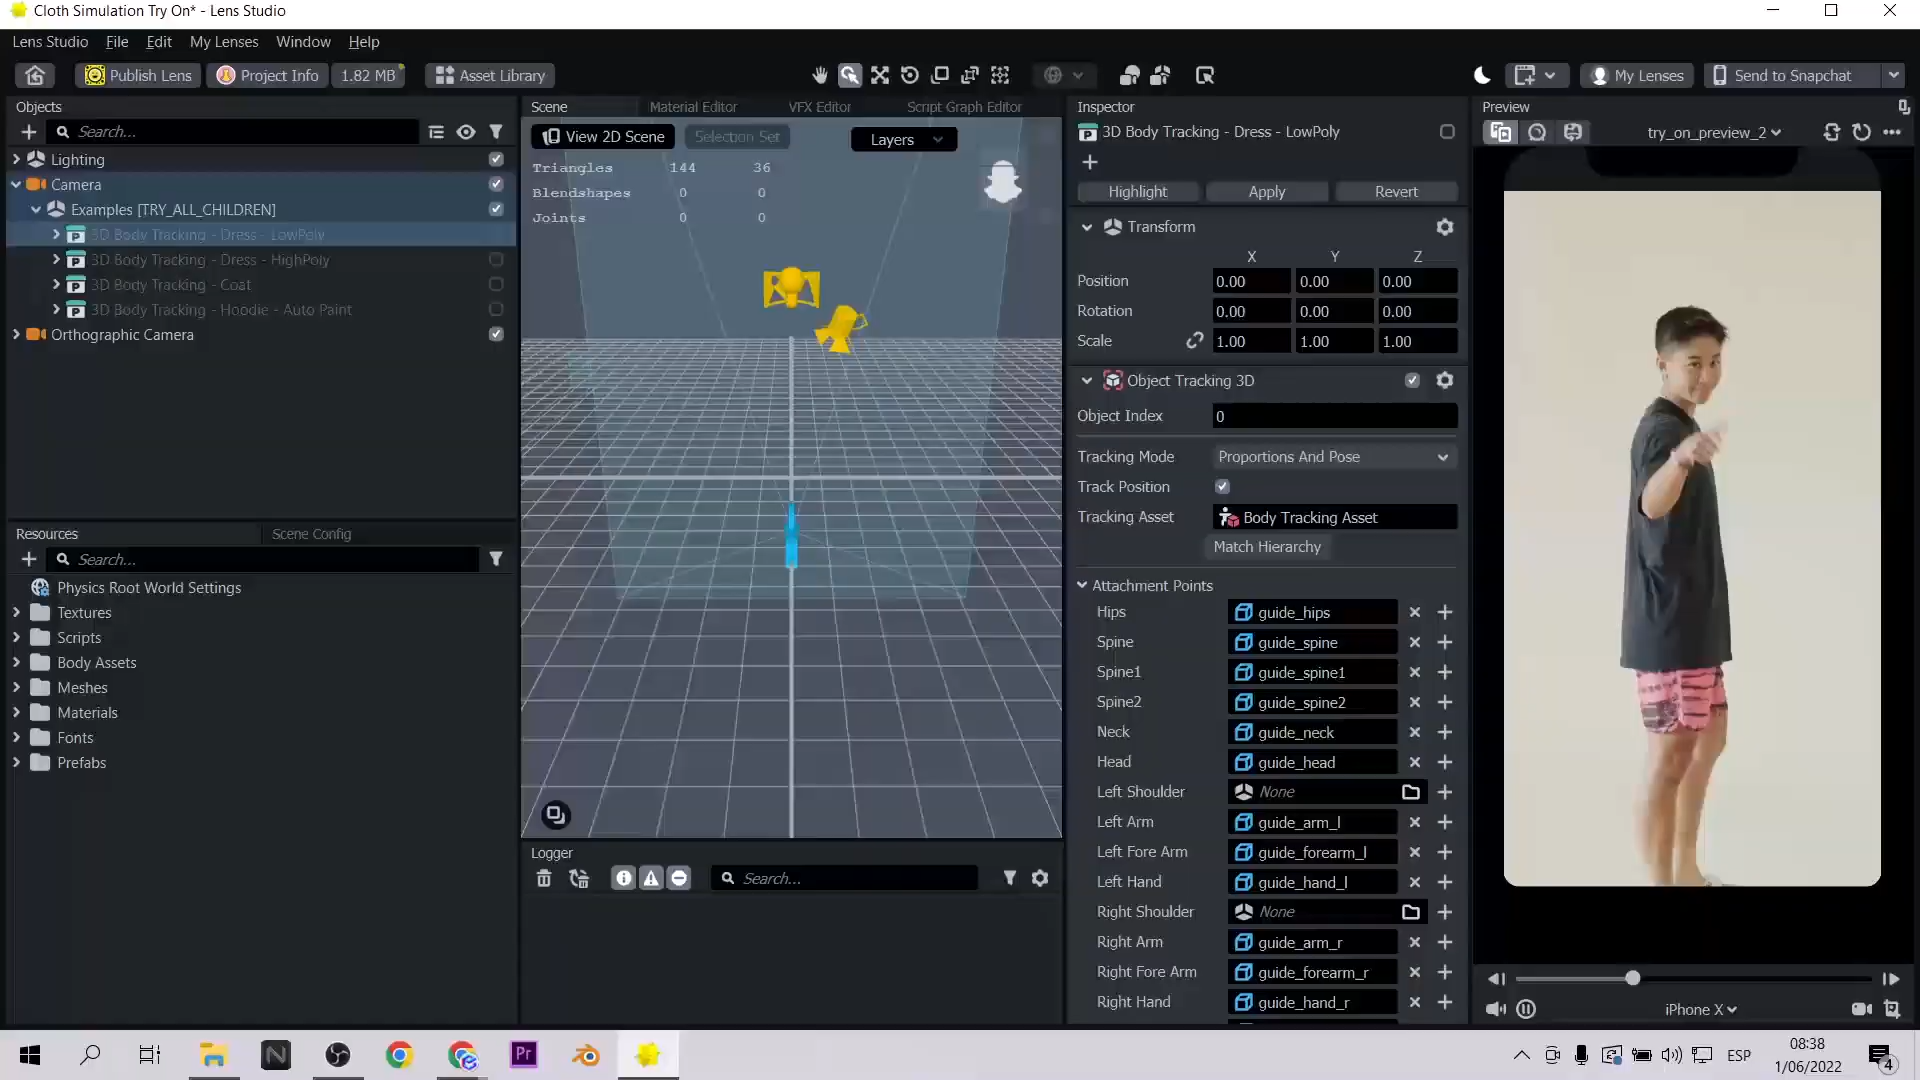 Cloth Simulation Try On* - Lens Studio
Lens Studio File Edit My Lenses Window Help
Publish Lens Project Info 1.82 MB Asset Library My Lenses Send to Snapchat
Objects
Search...
Lighting
Camera
Examples [TRY_ALL_CHILDREN]
3D Body Tracking - Dress - LowPoly
3D Body Tracking - Dress - HighPoly
3D Body Tracking - Coat
3D Body Tracking - Hoodie - Auto Paint
Orthographic Camera
Resources Scene Config
Search...
Physics Root World Settings
Textures
Scripts
Body Assets
Meshes
Materials
Fonts
Prefabs
Scene Material Editor VFX Editor Script Graph Editor
View 2D Scene Selection Set Layers
Triangles 144 36
Blendshapes 0 0
Joints 0 0
Logger
Search...
Inspector
3D Body Tracking - Dress - LowPoly
Highlight Apply Revert
Transform
X Y Z
Position 0.00 0.00 0.00
Rotation 0.00 0.00 0.00
Scale 1.00 1.00 1.00
Object Tracking 3D
Object Index 0
Tracking Mode Proportions And Pose
Track Position
Tracking Asset Body Tracking Asset
Match Hierarchy
Attachment Points
Hips guide_hips
Spine guide_spine
Spine1 guide_spine1
Spine2 guide_spine2
Neck guide_neck
Head guide_head
Left Shoulder None
Left Arm guide_arm_l
Left Fore Arm guide_forearm_l
Left Hand guide_hand_l
Right Shoulder None
Right Arm guide_arm_r
Right Fore Arm guide_forearm_r
Right Hand guide_hand_r
Preview
try_on_preview_2
iPhone X
Pr
ESP
08:38
1/06/2022
4